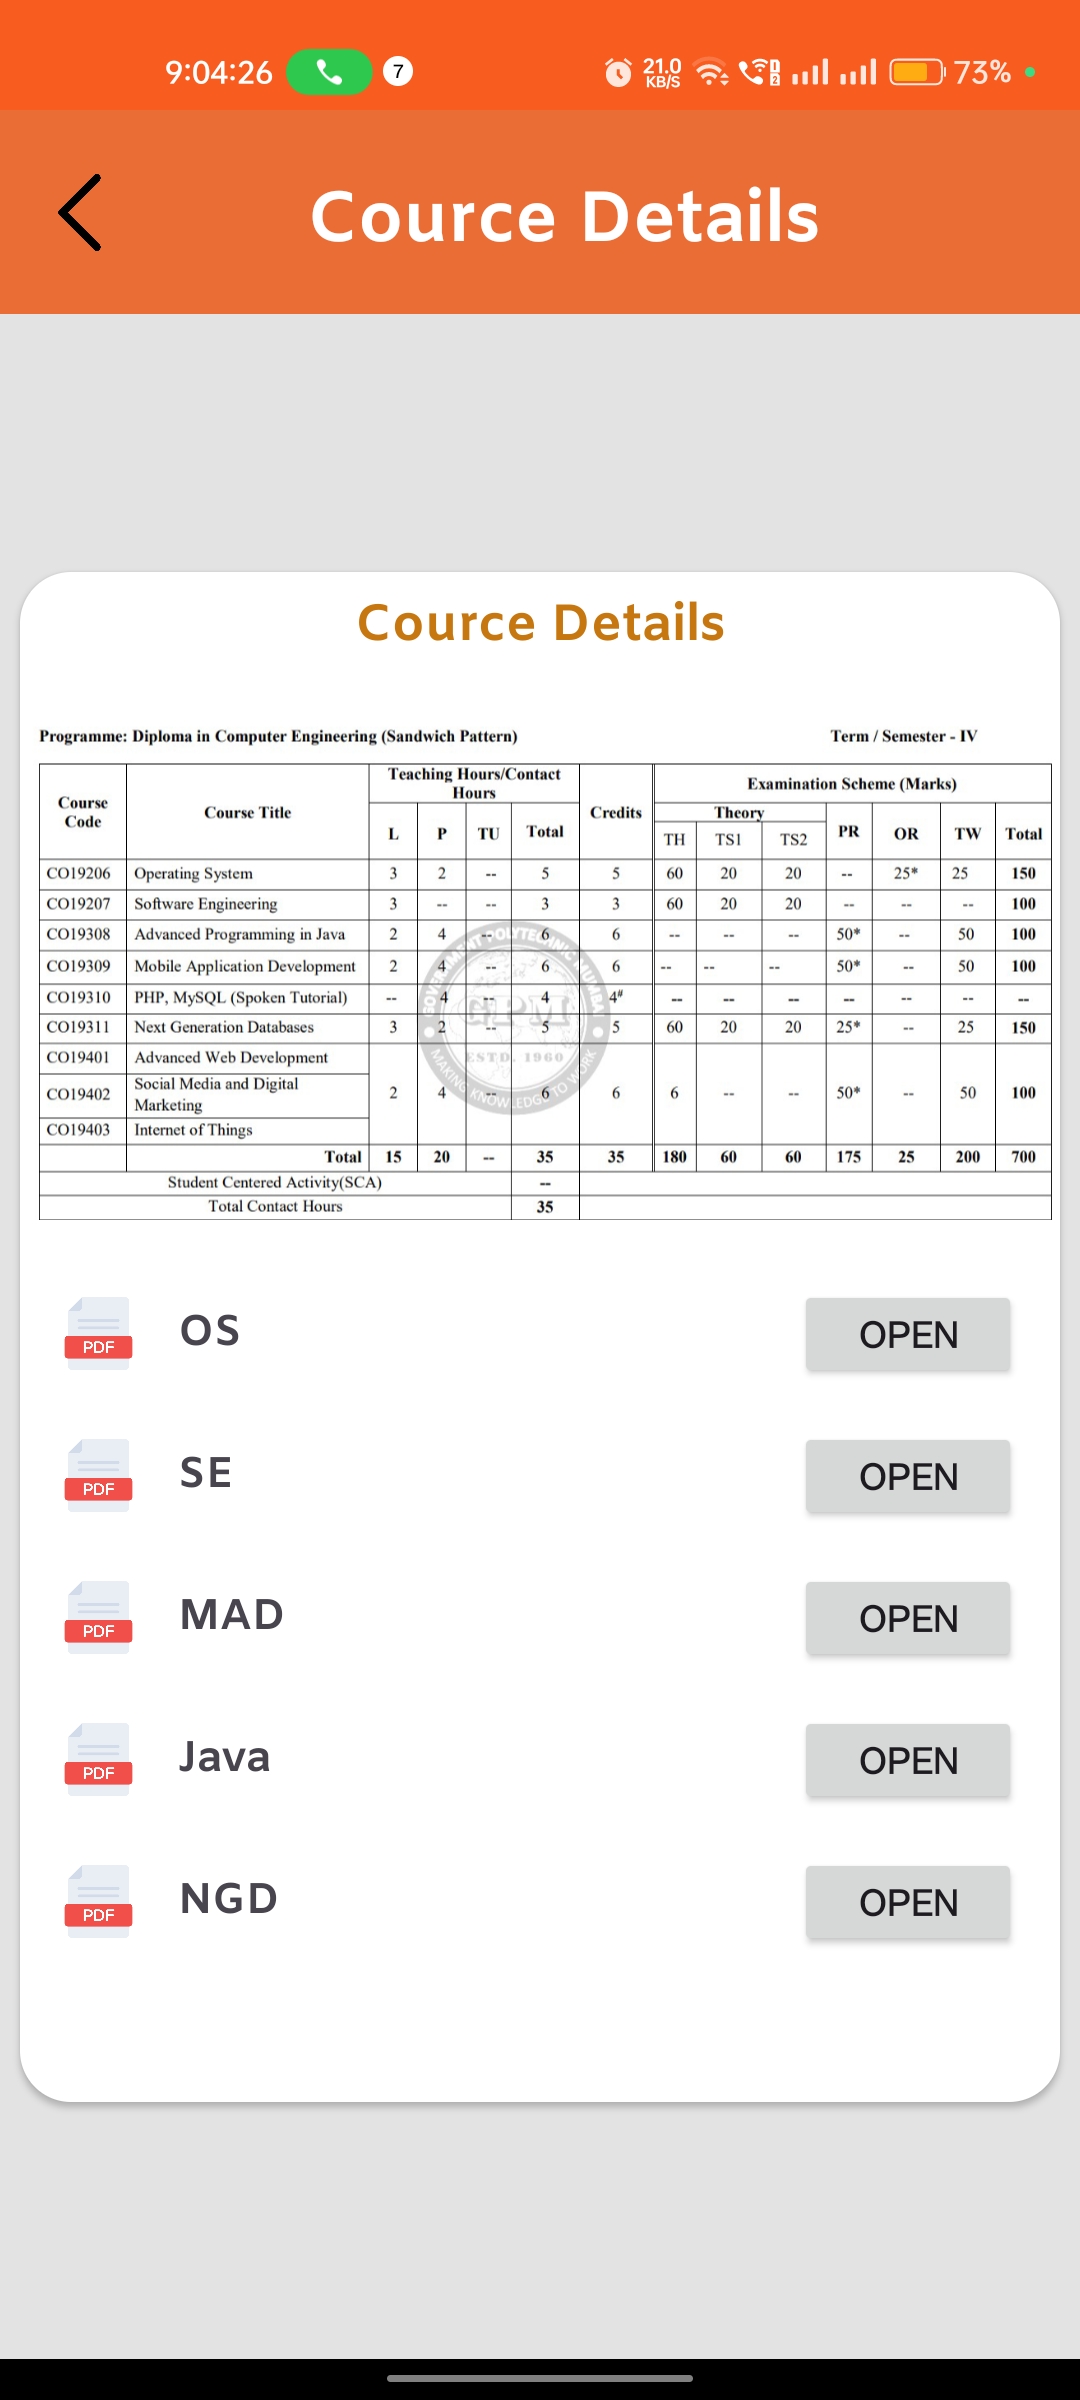 9:04:26 7 21.0 KB/S 1 2 73%
Cource Details
Cource Details
Programme: Diploma in Computer Engineering (Sandwich Pattern) Term / Semester - IV
Course Code Course Title Teaching Hours/Contact Hours Credits Examination Scheme (Marks)
L P TU Total Theory PR OR TW Total
TH TS1 TS2
CO19206 Operating System 3 2 -- 5 5 60 20 20 -- 25* 25 150
CO19207 Software Engineering 3 -- -- 3 3 60 20 20 -- -- -- 100
CO19308 Advanced Programming in Java 2 4 -- 6 6 -- -- -- 50* -- 50 100
CO19309 Mobile Application Development 2 4 -- 6 6 -- -- -- 50* -- 50 100
CO19310 PHP, MySQL (Spoken Tutorial) -- 4 -- 4 4# -- -- -- -- -- -- --
CO19311 Next Generation Databases 3 2 -- 5 5 60 20 20 25* -- 25 150
CO19401 Advanced Web Development
CO19402 Social Media and Digital Marketing 2 4 -- 6 6 6 -- -- 50* -- 50 100
CO19403 Internet of Things
Total 15 20 -- 35 35 180 60 60 175 25 200 700
Student Centered Activity(SCA) --
Total Contact Hours 35
GOVERNMENT POLYTECHNIC MUMBAI
GPM
ESTD. 1960
MAKING KNOWLEDGE TO WORK
PDF OS OPEN
PDF SE OPEN
PDF MAD OPEN
PDF Java OPEN
PDF NGD OPEN